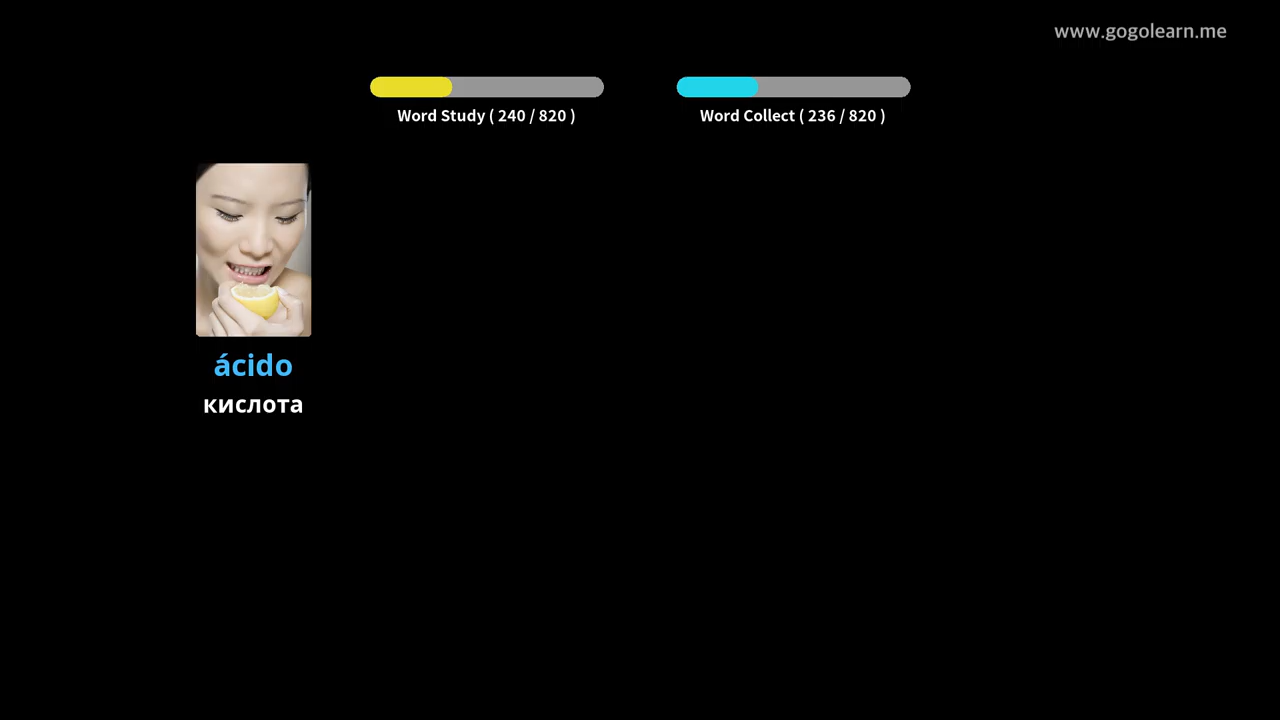 www.gogolearn.me
Word Study ( 240 / 820 )
Word Collect ( 236 / 820 )
ácido
кислота